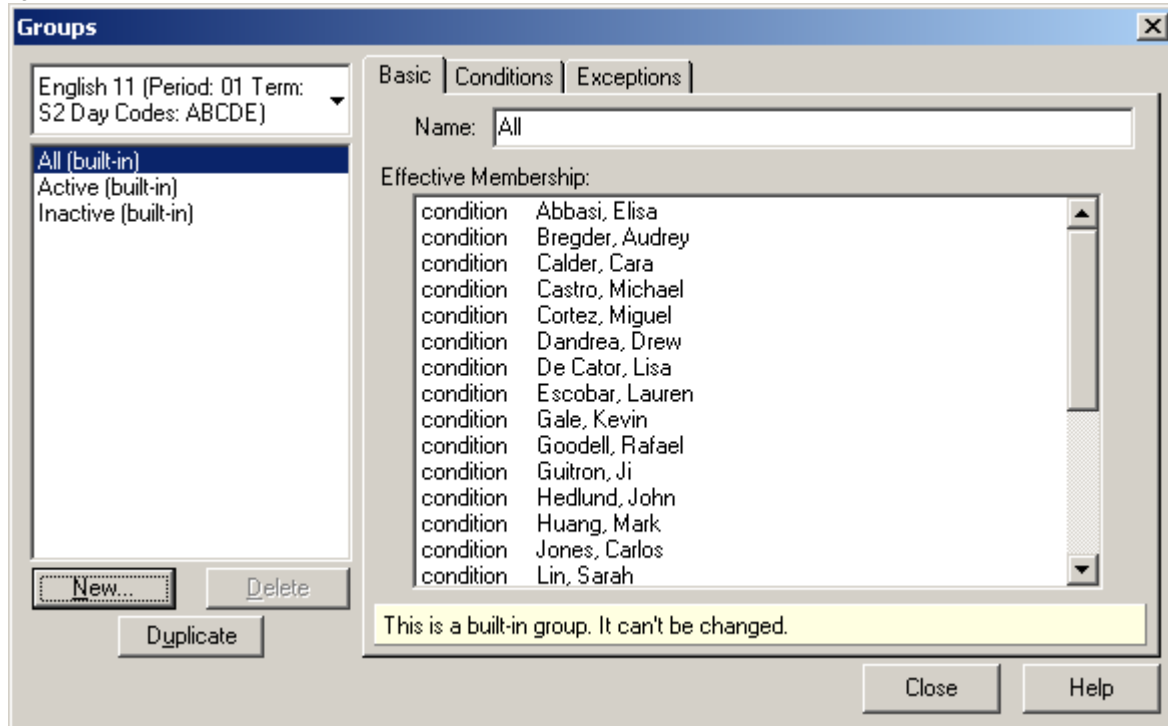 Groups
English 11 (Period: 01 Term:
S2 Day Codes: ABCDE)
All (built-in)
Active (built-in)
Inactive (built-in)
New...
Delete
Duplicate
Basic
Conditions
Exceptions
Name: All
Effective Membership:
condition Abbasi, Elisa
condition Bregder, Audrey
condition Calder, Cara
condition Castro, Michael
condition Cortez, Miguel
condition Dandrea, Drew
condition De Cator, Lisa
condition Escobar, Lauren
condition Gale, Kevin
condition Goodell, Rafael
condition Guitron, Ji
condition Hedlund, John
condition Huang, Mark
condition Jones, Carlos
condition Lin, Sarah
This is a built-in group. It can't be changed.
Close
Help